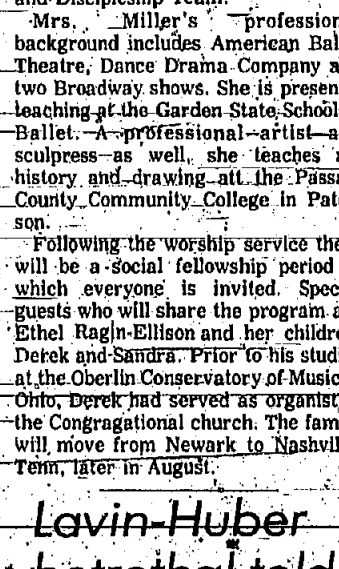 and Discipleship Team.
Mrs. Miller's profession
background includes American Bal
Theatre, Dance Drama Company a
two Broadway shows. She is presen
teaching at the Garden State School
Ballet. A professional artist a
sculpress as well, she teaches a
history and drawing att the Passa
County Community College in Pat
son.
Following the worship service the
will be a social fellowship period
which everyone is invited. Spec
guests who will share the program a
Ethel Ragin-Ellison and her childre
Derek and Sandra. Prior to his stud
at the Oberlin Conservatory of Music
Ohio, Derek had served as organist
the Congragational church. The fam
will move from Newark to Nashvil
Tenn, later in August.
Lavin-Huber
betrothal told